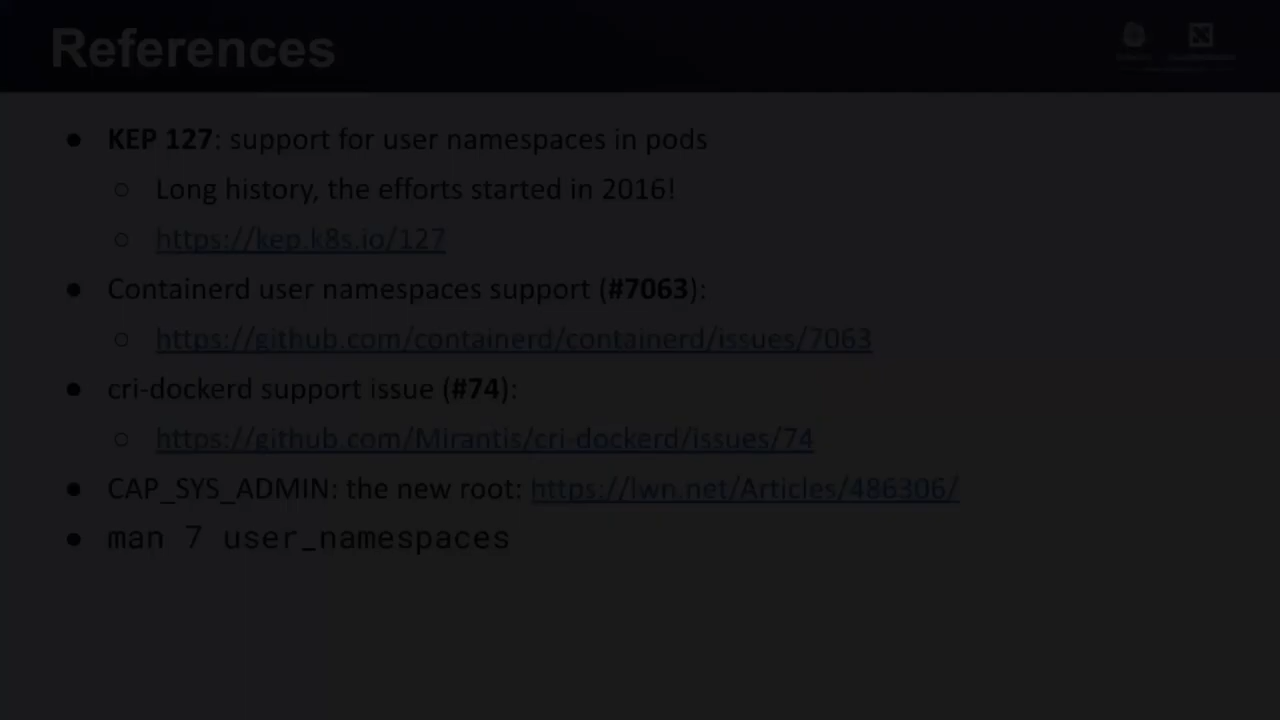 References
● KEP 127: support for user namespaces in pods
○ Long history, the efforts started in 2016!
○ https://kep.k8s.io/127
● Containerd user namespaces support (#7063):
○ https://github.com/containerd/containerd/issues/7063
● cri-dockerd support issue (#74):
○ https://github.com/Mirantis/cri-dockerd/issues/74
● CAP_SYS_ADMIN: the new root: https://lwn.net/Articles/486306/
● man 7 user_namespaces